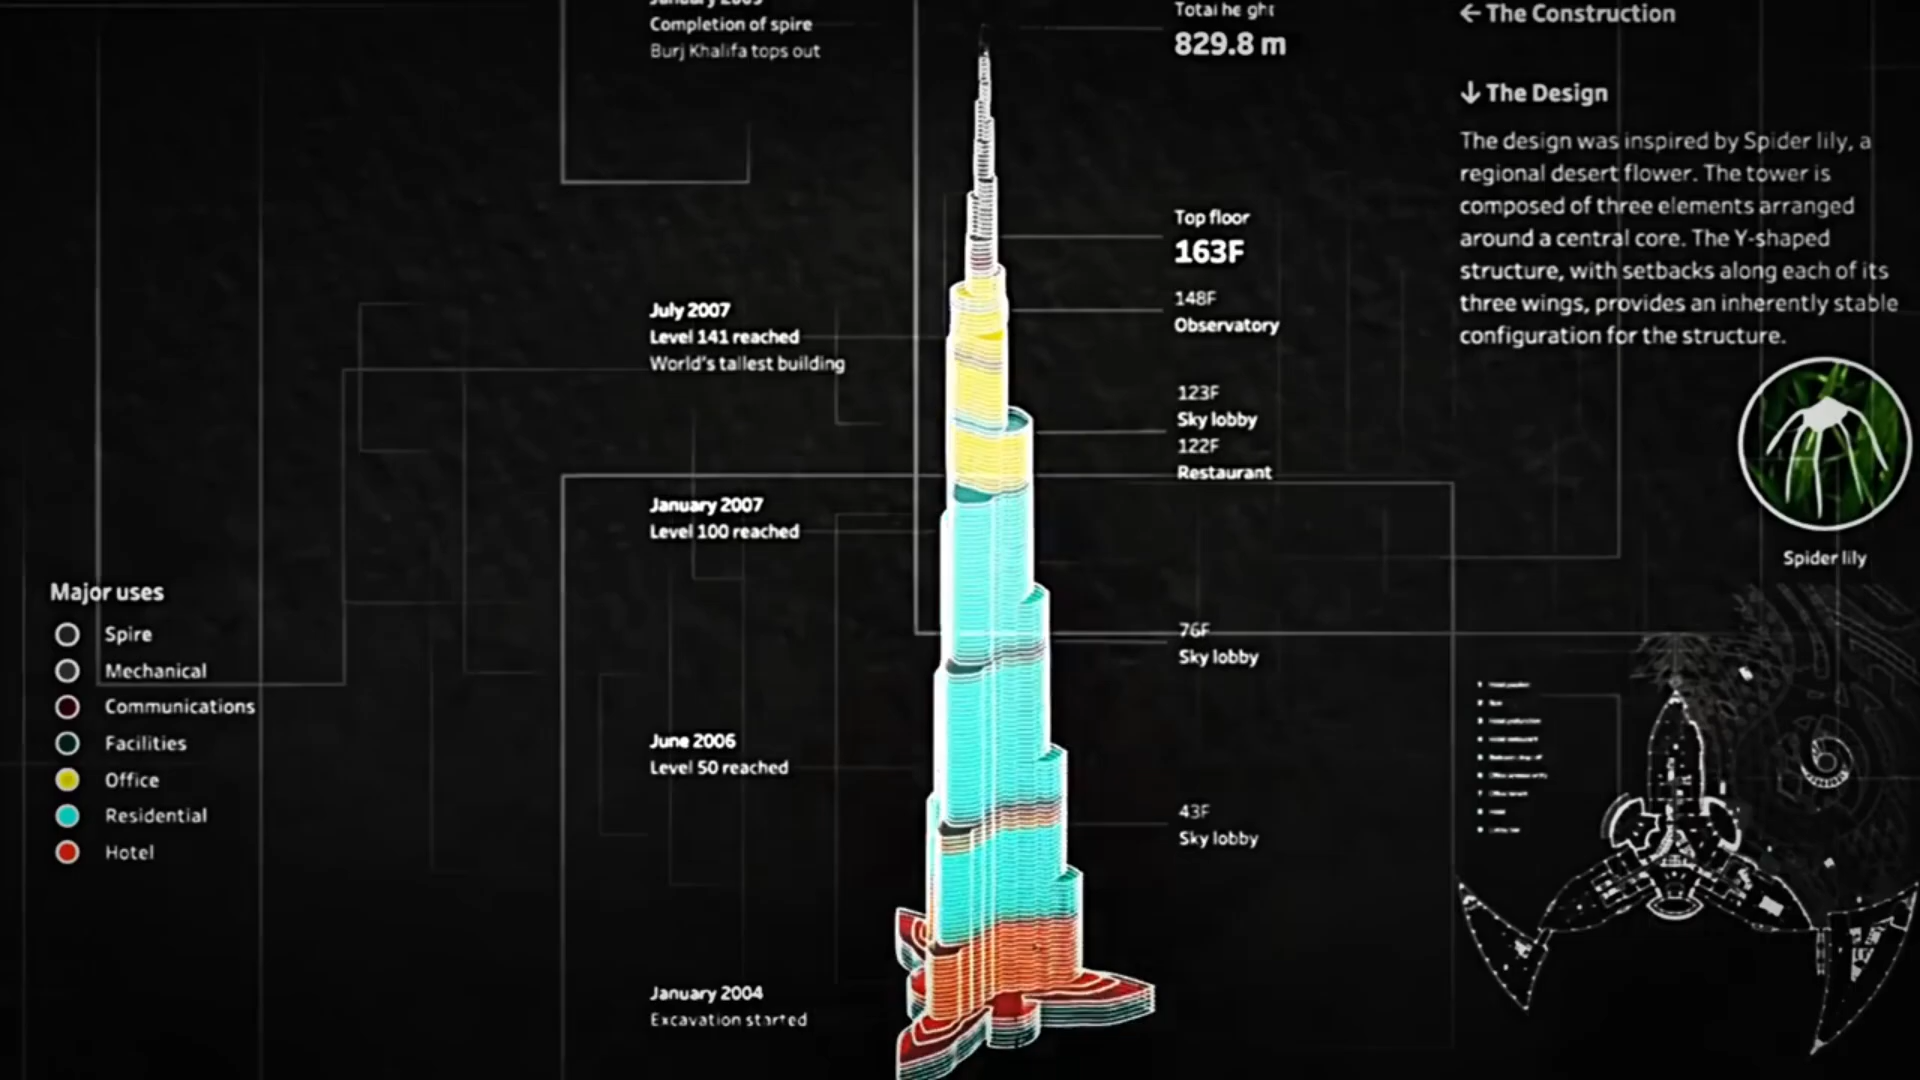 Completion of spire
Burj Khalifa tops out
July 2007
Level 141 reached
World's tallest building
January 2007
Level 100 reached
June 2006
Level 50 reached
January 2004
Excavation started
Major uses
Spire
Mechanical
Communications
Facilities
Office
Residential
Hotel
Total height
829.8 m
Top floor
163F
148F
Observatory
123F
Sky lobby
122F
Restaurant
76F
Sky lobby
43F
Sky lobby
← The Construction
↓ The Design
The design was inspired by Spider lily, a
regional desert flower. The tower is
composed of three elements arranged
around a central core. The Y-shaped
structure, with setbacks along each of its
three wings, provides an inherently stable
configuration for the structure.
Spider lily